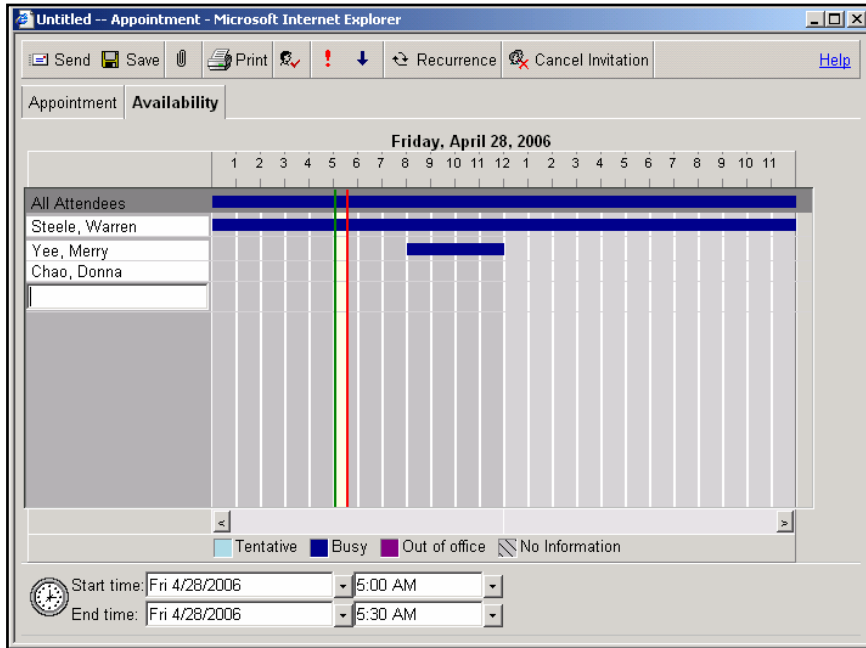 Untitled -- Appointment - Microsoft Internet Explorer
Send Save Print Recurrence Cancel Invitation Help
Appointment Availability
Friday, April 28, 2006
1 2 3 4 5 6 7 8 9 10 11 12 1 2 3 4 5 6 7 8 9 10 11
All Attendees
Steele, Warren
Yee, Merry
Chao, Donna
Tentative Busy Out of office No Information
Start time: Fri 4/28/2006 5:00 AM
End time: Fri 4/28/2006 5:30 AM